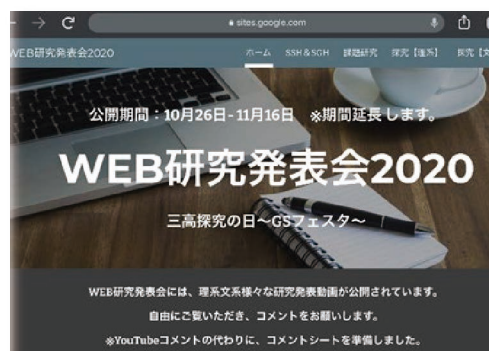 sites.google.com
WEB研究発表会2020
ホーム SSH&SGH 課題研究 探究【理系】 探究【文
公開期間：10月26日-11月16日 ※期間延長します。
WEB研究発表会2020
三高探究の日～GSフェスタ～
WEB研究発表会には、理系文系様々な研究発表動画が公開されています。
自由にご覧いただき、コメントをお願いします。
※YouTubeコメントの代わりに、コメントシートを準備しました。